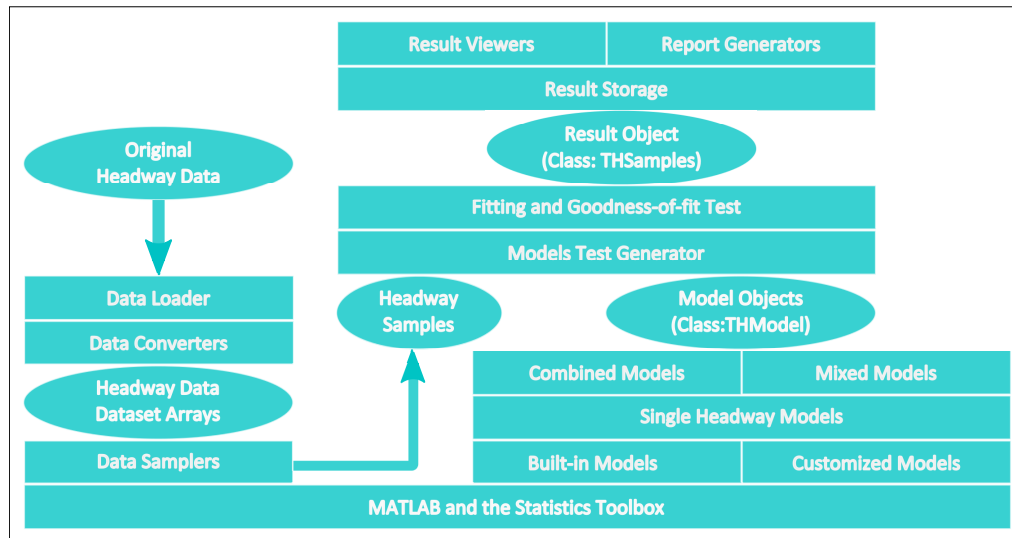 Result Viewers
Report Generators
Result Storage
Result Object
(Class: THSamples)
Original
Headway Data
Fitting and Goodness-of-fit Test
Models Test Generator
Data Loader
Headway
Samples
Model Objects
(Class:THModel)
Data Converters
Combined Models
Mixed Models
Headway Data
Dataset Arrays
Single Headway Models
Data Samplers
Built-in Models
Customized Models
MATLAB and the Statistics Toolbox